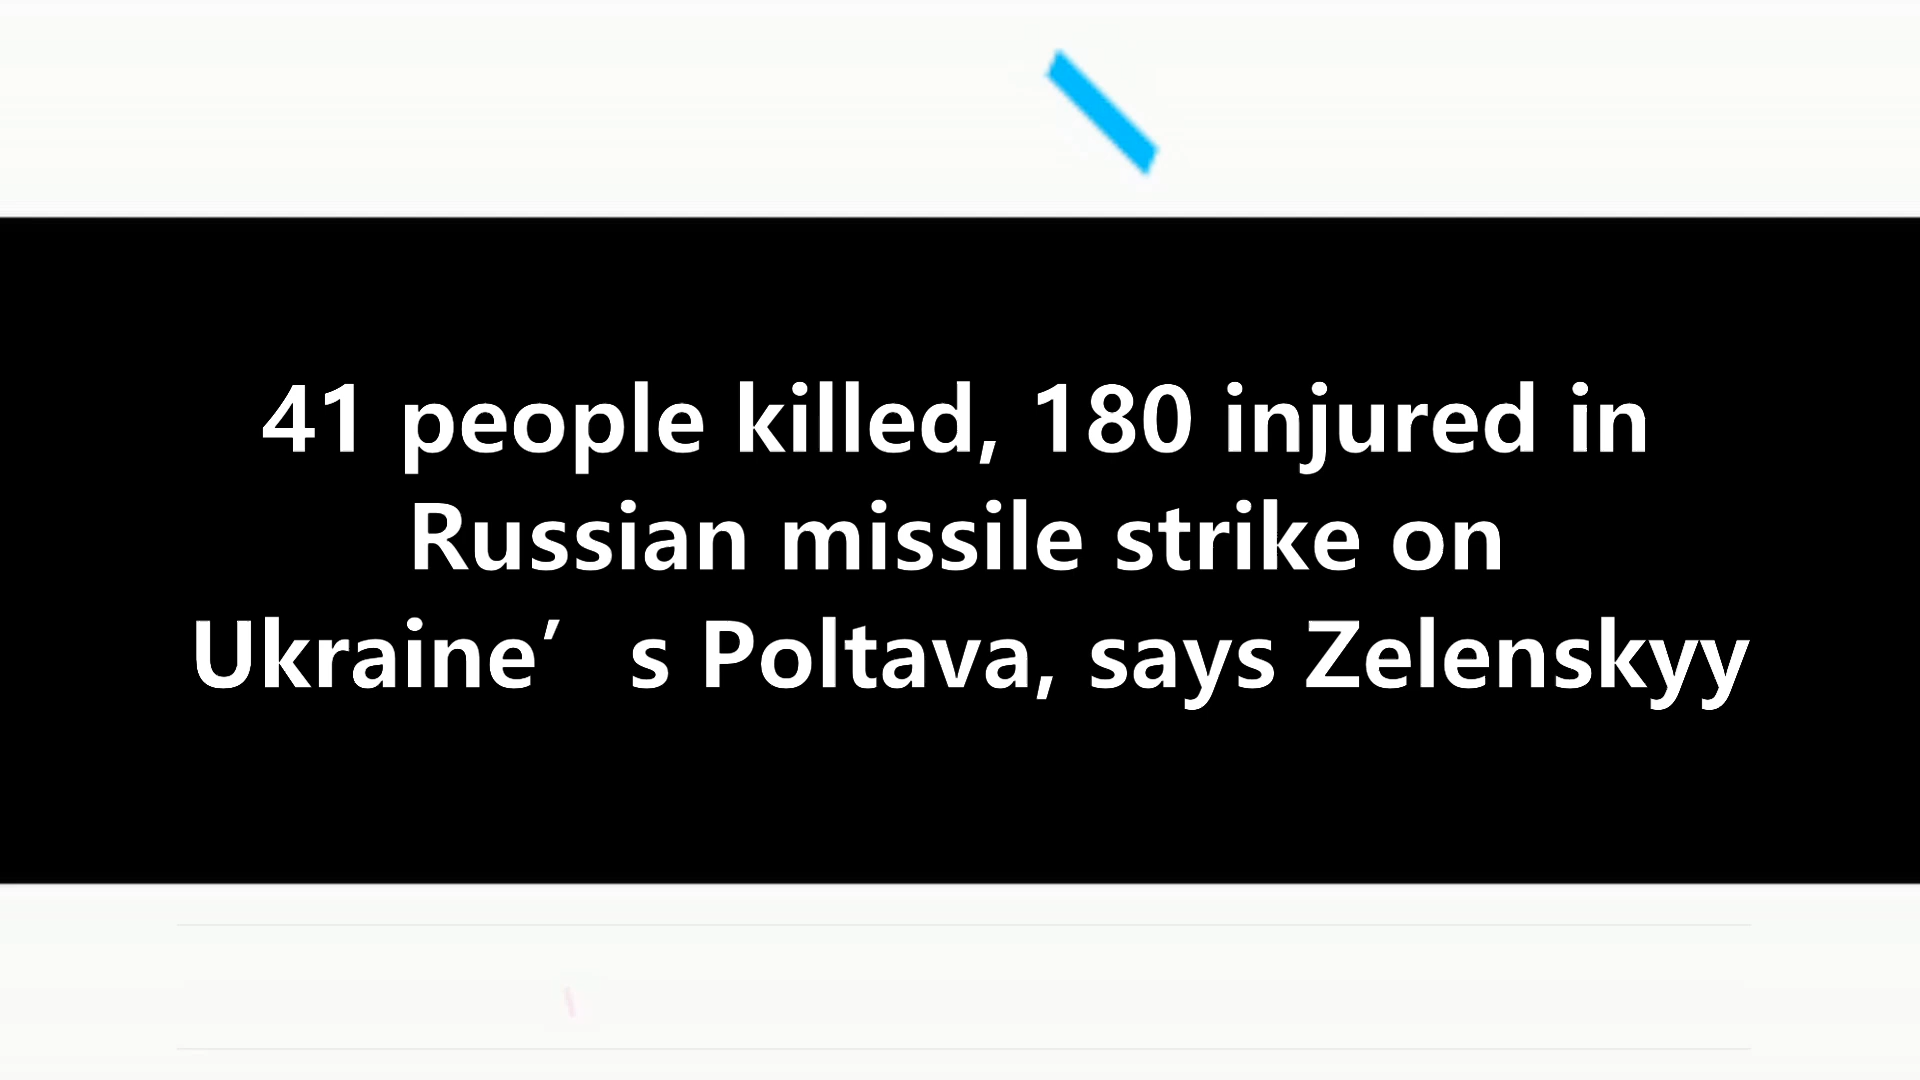 41 people killed, 180 injured in
Russian missile strike on
Ukraine’s Poltava, says Zelenskyy